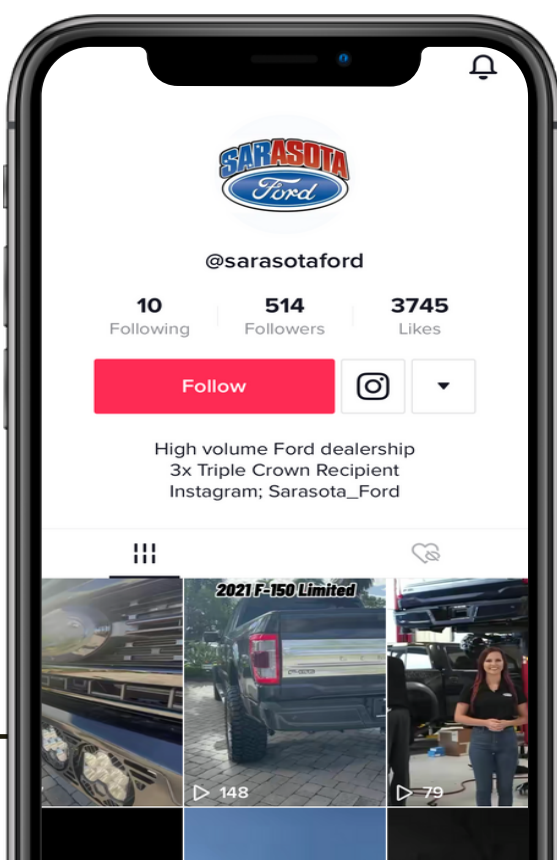 SARASOTA
Ford
@sarasotaford
10 514 3745
Following Followers Likes
Follow
High volume Ford dealership
3x Triple Crown Recipient
Instagram; Sarasota_Ford
2021 F-150 Limited
148
79